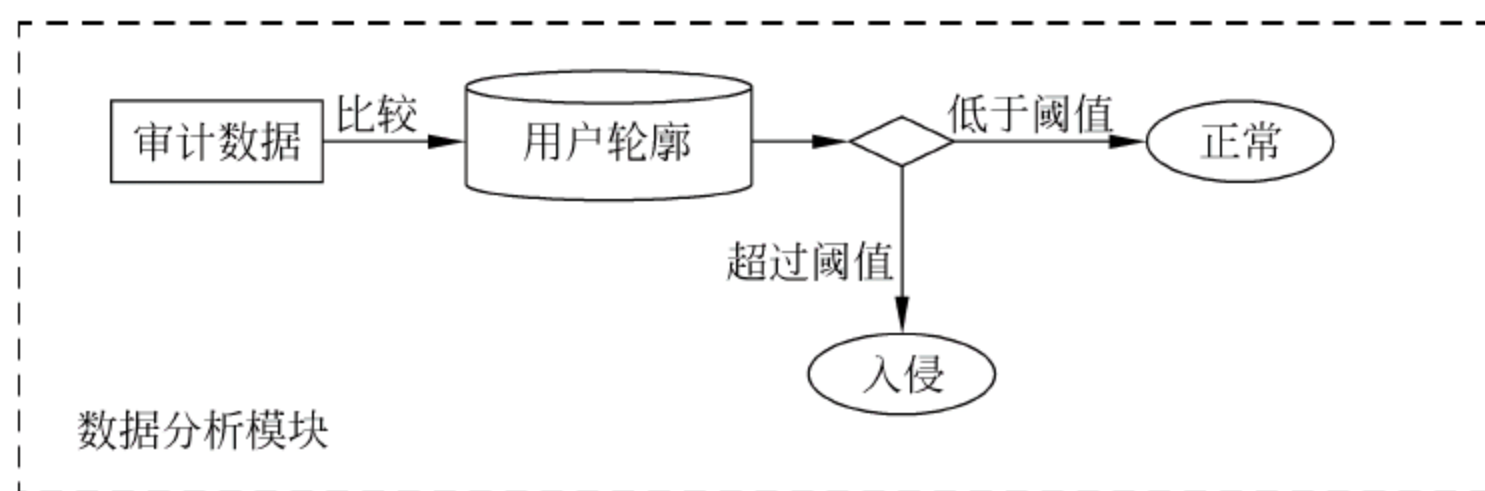 审计数据
比较
用户轮廓
低于阈值
正常
超过阈值
入侵
数据分析模块